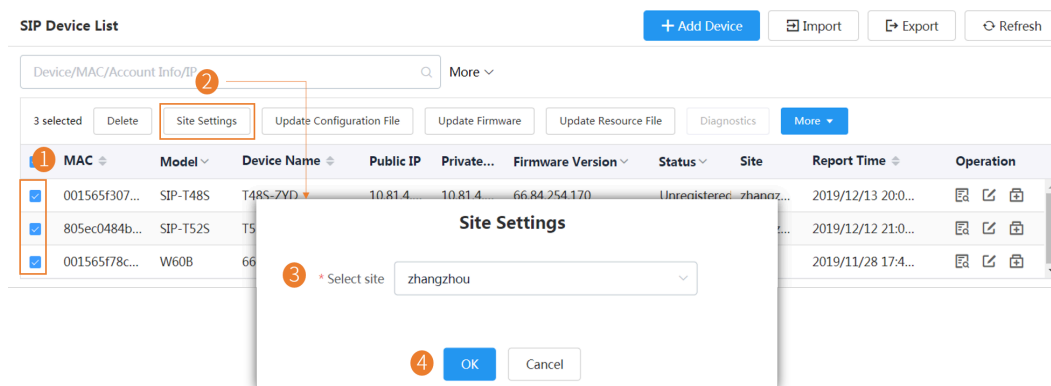 SIP Device List
+ Add Device
Import
Export
Refresh
Device/MAC/Account Info/IP
More
2
3 selected
Delete
Site Settings
Update Configuration File
Update Firmware
Update Resource File
Diagnostics
More
1
MAC Model Device Name Public IP Private... Firmware Version Status Site Report Time Operation
001565f307... SIP-T48S T48S-ZYD 10.81.4.... 10.81.4.... 66.84.254.170 Unregistered zhangz... 2019/12/13 20:0...
805ec0484b... SIP-T52S T5 2019/12/12 21:0...
001565f78c... W60B 66 2019/11/28 17:4...
Site Settings
3 * Select site zhangzhou
4 OK Cancel